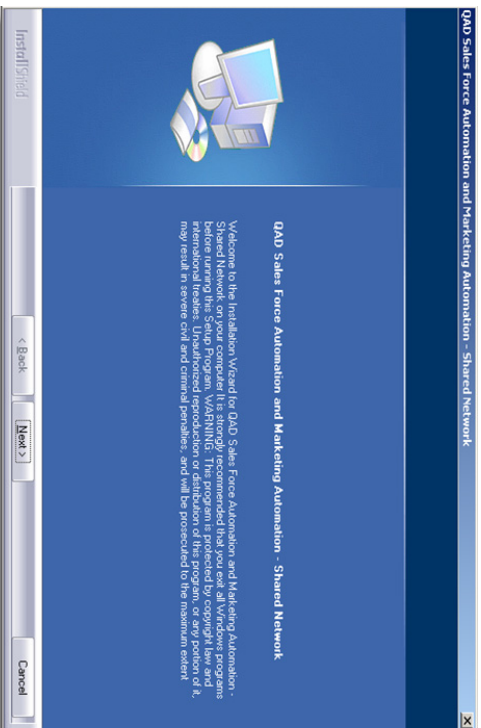 QAD Sales Force Automation and Marketing Automation - Shared Network
QAD Sales Force Automation and Marketing Automation - Shared Network
Welcome to the Installation Wizard for QAD Sales Force Automation and Marketing Automation -
Shared Network on your computer It is strongly recommended that you exit all Windows programs
before running this Setup Program. WARNING: This program is protected by copyright law and
international treaties. Unauthorized reproduction or distribution of this program, or any portion of it,
may result in severe civil and criminal penalties, and will be prosecuted to the maximum extent
InstallShield
< Back
Next >
Cancel